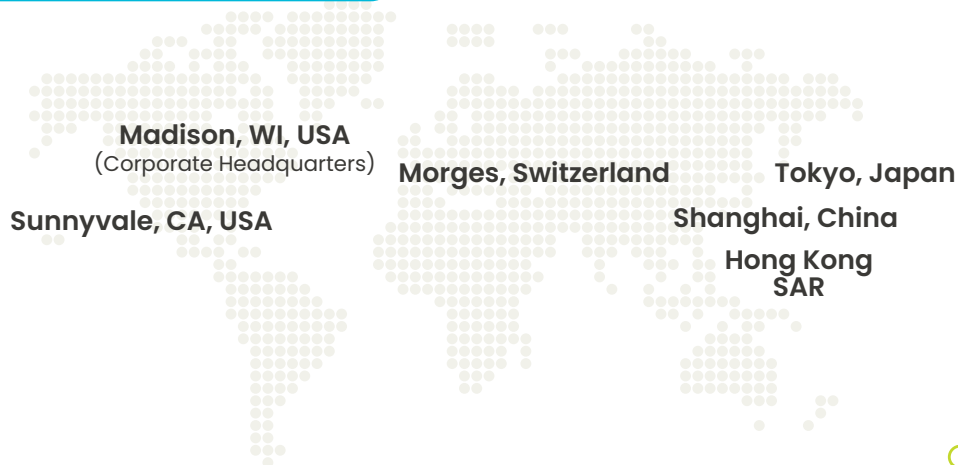 Madison, WI, USA
(Corporate Headquarters)
Morges, Switzerland
Tokyo, Japan
Sunnyvale, CA, USA
Shanghai, China
Hong Kong
SAR